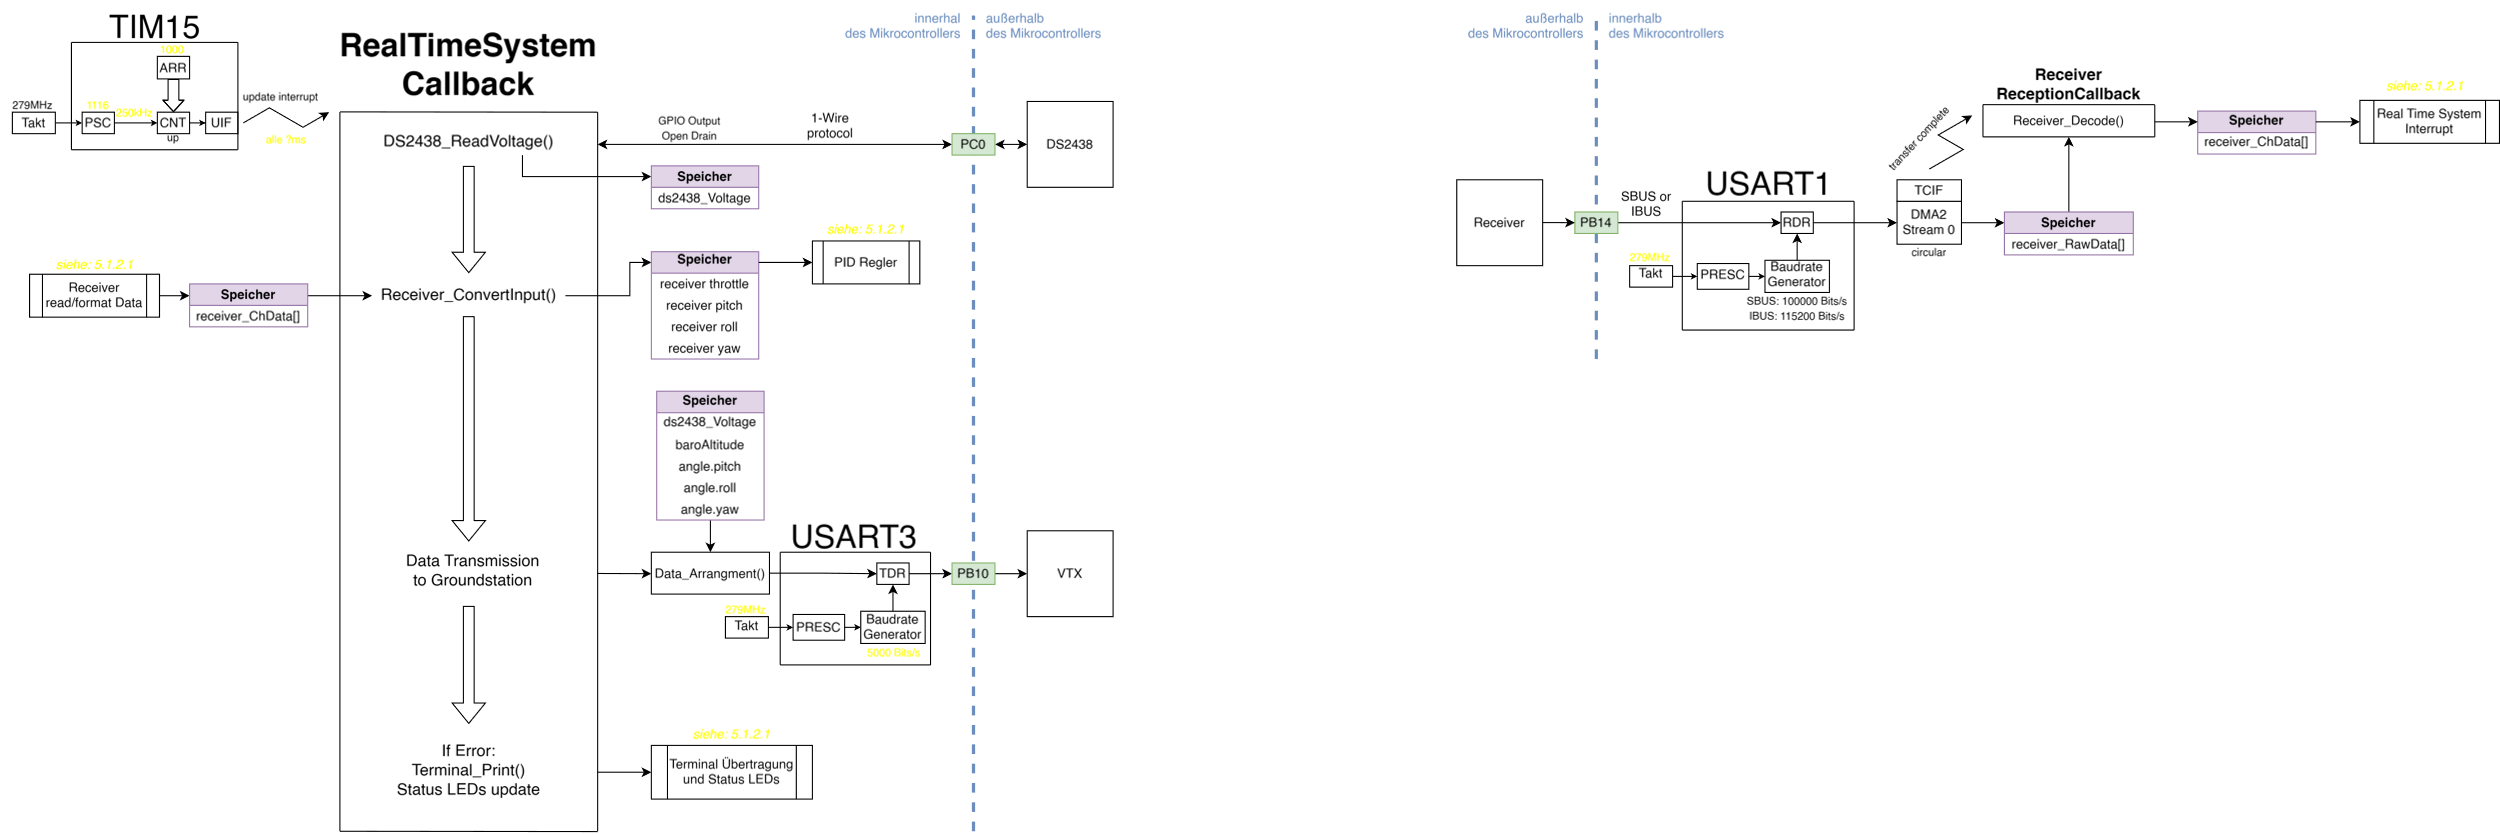 TIM15
1000
ARR
279MHz
Takt
1116
PSC
250kHz
CNT
up
UIF
update interrupt
alle ?ms
RealTimeSystem
Callback
DS2438_ReadVoltage()
Receiver_ConvertInput()
Data Transmission
to Groundstation
If Error:
Terminal_Print()
Status LEDs update
siehe: 5.1.2.1
Receiver
read/format Data
Speicher
receiver_ChData[]
innerhal
des Mikrocontrollers
außerhalb
des Mikrocontrollers
GPIO Output
Open Drain
1-Wire
protocol
PC0
DS2438
Speicher
ds2438_Voltage
Speicher
receiver throttle
receiver pitch
receiver roll
receiver yaw
siehe: 5.1.2.1
PID Regler
Speicher
ds2438_Voltage
baroAltitude
angle.pitch
angle.roll
angle.yaw
Data_Arrangment()
USART3
TDR
279MHz
Takt
PRESC
Baudrate
Generator
5000 Bits/s
PB10
VTX
siehe: 5.1.2.1
Terminal Übertragung
und Status LEDs
außerhalb
des Mikrocontrollers
innerhalb
des Mikrocontrollers
Receiver
PB14
SBUS or
IBUS
USART1
RDR
279MHz
Takt
PRESC
Baudrate
Generator
SBUS: 100000 Bits/s
IBUS: 115200 Bits/s
TCIF
DMA2
Stream 0
circular
transfer complete
Receiver
ReceptionCallback
Receiver_Decode()
Speicher
receiver_RawData[]
Speicher
receiver_ChData[]
siehe: 5.1.2.1
Real Time System
Interrupt